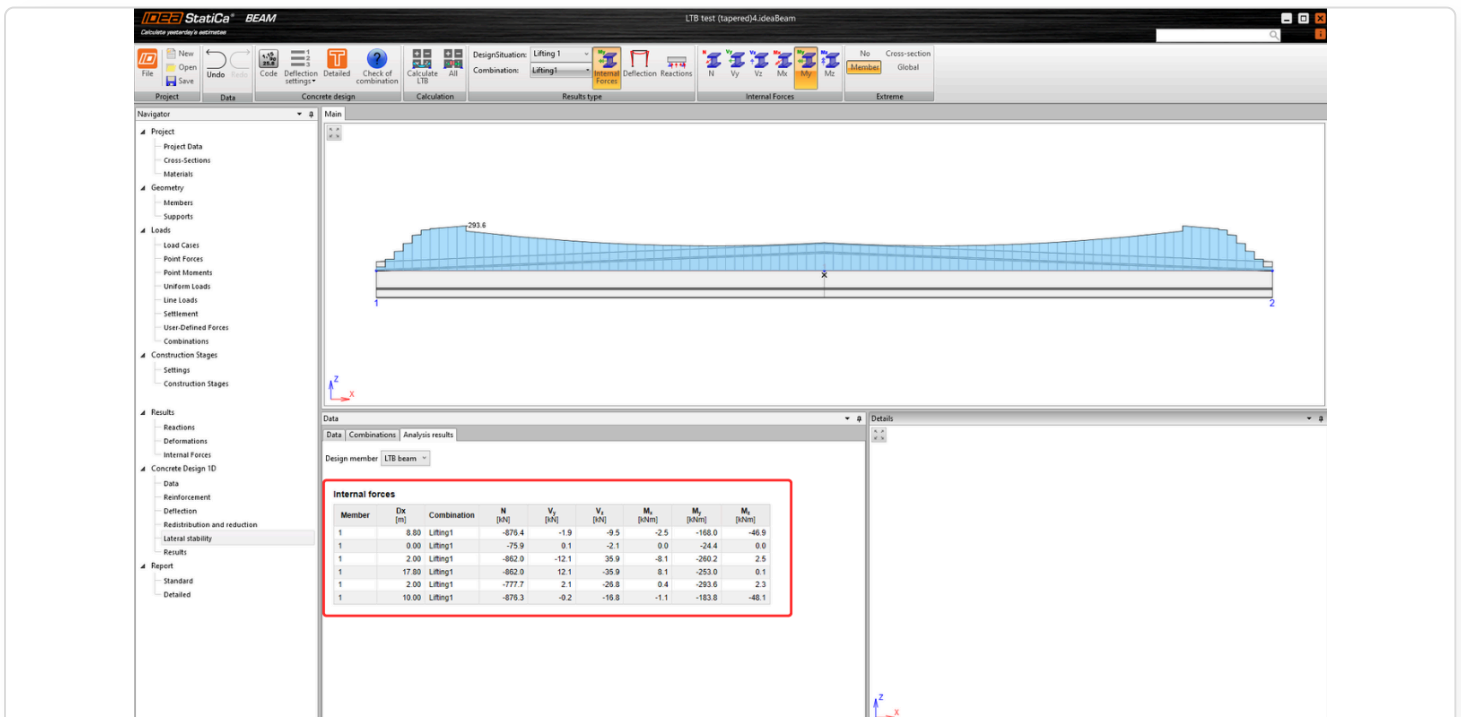 IDEA StatiCa® BEAM
Calculate yesterday's estimates
LTB test (tapered)4.ideaBeam
File
New
Open
Save
Undo
Redo
Code
Deflection settings
Detailed
Check of combination
Calculate LTB
All
DesignSituation: Lifting 1
Combination: Lifting1
Internal Forces
Deflection
Reactions
N
Vy
Vz
Mx
My
Mz
No
Cross-section
Member
Global
Project
Data
Concrete design
Calculation
Results type
Internal Forces
Extreme
Navigator
Project
Project Data
Cross-Sections
Materials
Geometry
Members
Supports
Loads
Load Cases
Point Forces
Point Moments
Uniform Loads
Line Loads
Settlement
User-Defined Forces
Combinations
Construction Stages
Settings
Construction Stages
Results
Reactions
Deformations
Internal Forces
Concrete Design 1D
Data
Reinforcement
Deflection
Redistribution and reduction
Lateral stability
Results
Report
Standard
Detailed
Main
-293.6
1
2
Z
X
Data
Data Combinations Analysis results
Design member LTB beam
Internal forces
Member Dx [m] Combination N [kN] Vy [kN] Vz [kN] Mx [kNm] My [kNm] Mz [kNm]
1 8.80 Lifting1 -876.4 -1.9 -9.5 -2.5 -168.0 -46.9
1 0.00 Lifting1 -75.9 0.1 -2.1 0.0 -24.4 0.0
1 2.00 Lifting1 -862.0 -12.1 35.9 -8.1 -260.2 2.5
1 17.80 Lifting1 -862.0 12.1 -35.9 8.1 -253.0 0.1
1 2.00 Lifting1 -777.7 2.1 -26.8 0.4 -293.6 2.3
1 10.00 Lifting1 -876.3 -0.2 -16.8 -1.1 -183.8 -48.1
Details
Z
X